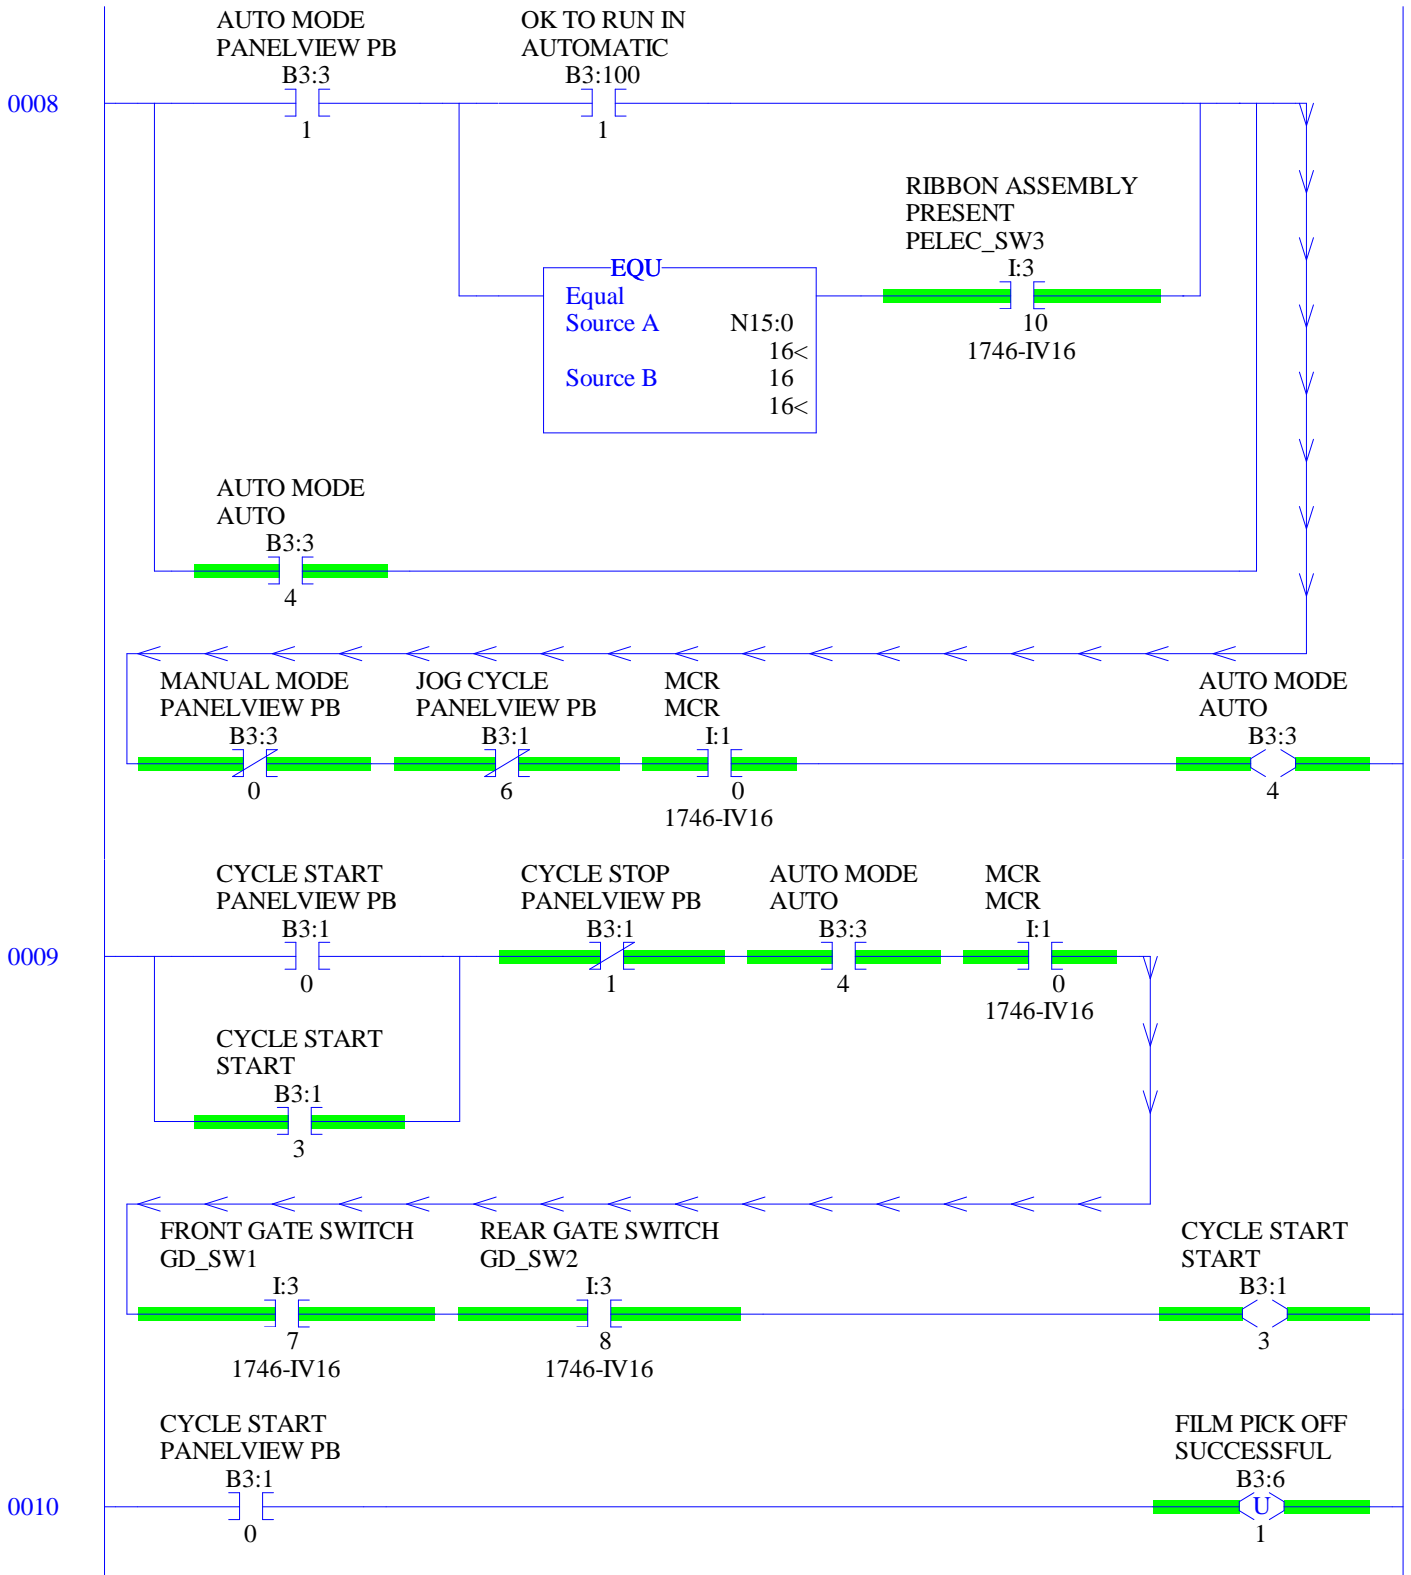 AUTO MODE
PANELVIEW PB
B3:3
1
OK TO RUN IN
AUTOMATIC
B3:100
1
0008
RIBBON ASSEMBLY
PRESENT
PELEC_SW3
I:3
10
1746-IV16
EQU
Equal
Source A N15:0
16<
Source B 16
16<
AUTO MODE
AUTO
B3:3
4
MANUAL MODE
PANELVIEW PB
B3:3
0
JOG CYCLE
PANELVIEW PB
B3:1
6
MCR
MCR
I:1
0
1746-IV16
AUTO MODE
AUTO
B3:3
4
0009
CYCLE START
PANELVIEW PB
B3:1
0
CYCLE STOP
PANELVIEW PB
B3:1
1
AUTO MODE
AUTO
B3:3
4
MCR
MCR
I:1
0
1746-IV16
CYCLE START
START
B3:1
3
FRONT GATE SWITCH
GD_SW1
I:3
7
1746-IV16
REAR GATE SWITCH
GD_SW2
I:3
8
1746-IV16
CYCLE START
START
B3:1
3
0010
CYCLE START
PANELVIEW PB
B3:1
0
FILM PICK OFF
SUCCESSFUL
B3:6
U
1